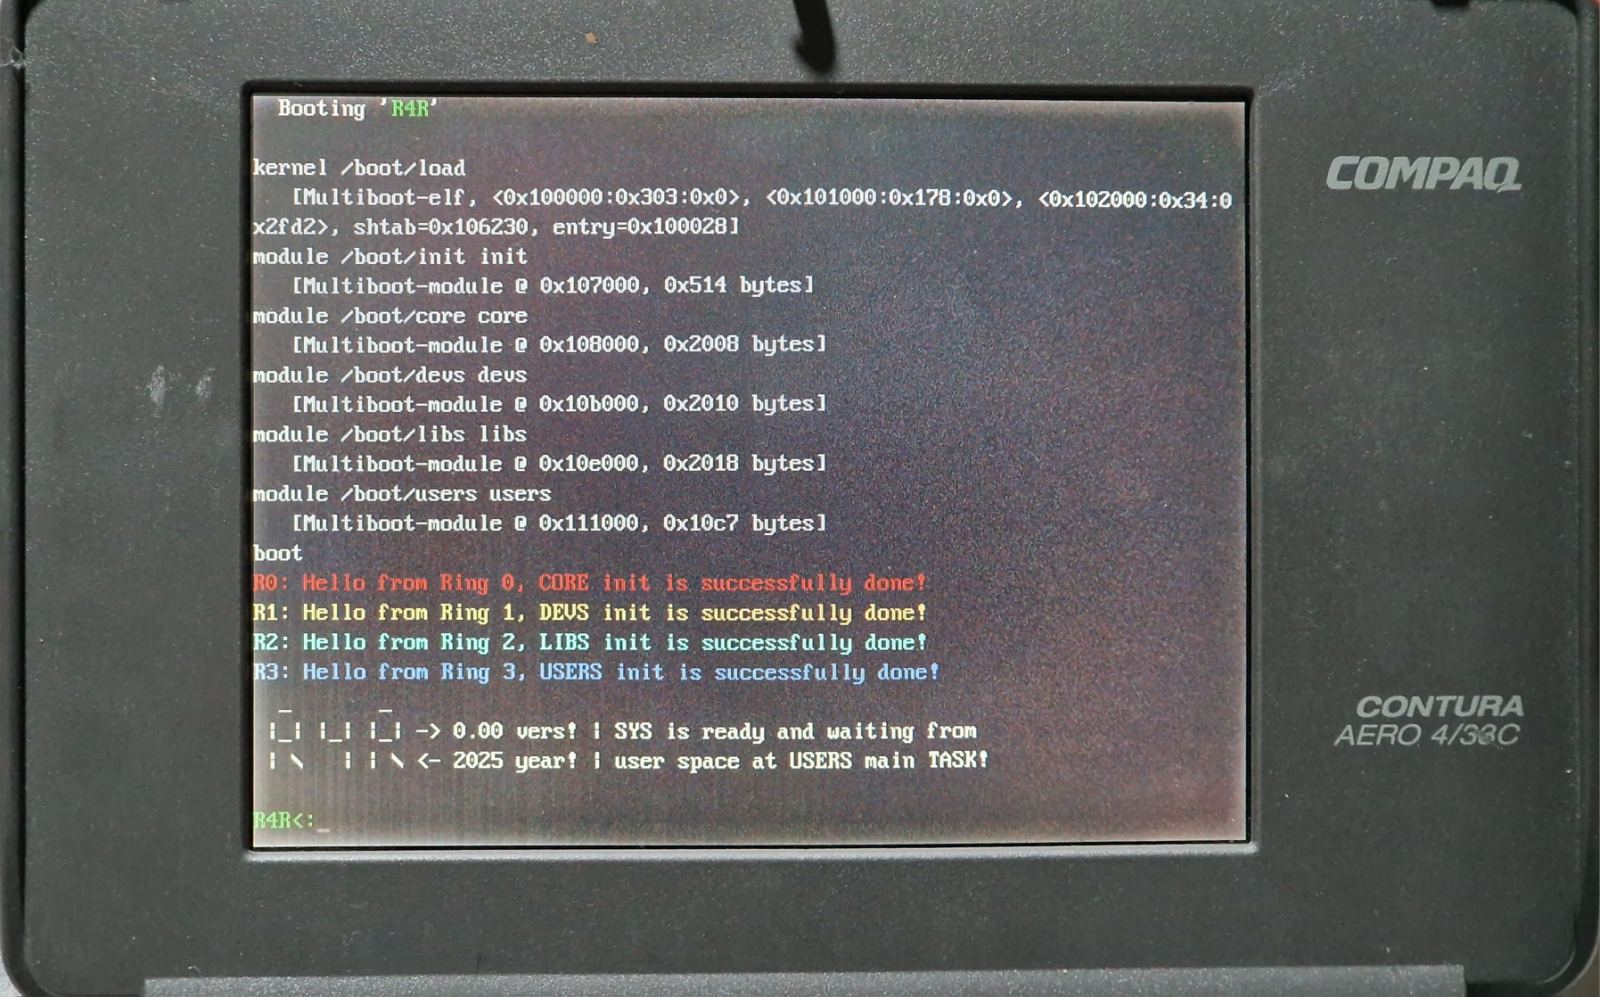 Booting 'R4R'
kernel /boot/load
[Multiboot-elf, <0x100000:0x303:0x0>, <0x101000:0x178:0x0>, <0x102000:0x34:0
x2fd2>, shtab=0x106230, entry=0x100028]
module /boot/init init
[Multiboot-module @ 0x107000, 0x514 bytes]
module /boot/core core
[Multiboot-module @ 0x108000, 0x2008 bytes]
module /boot/devs devs
[Multiboot-module @ 0x10b000, 0x2010 bytes]
module /boot/libs libs
[Multiboot-module @ 0x10e000, 0x2018 bytes]
module /boot/users users
[Multiboot-module @ 0x111000, 0x10c7 bytes]
boot
R0: Hello from Ring 0, CORE init is successfully done!
R1: Hello from Ring 1, DEVS init is successfully done!
R2: Hello from Ring 2, LIBS init is successfully done!
R3: Hello from Ring 3, USERS init is successfully done!
 _       _
|_| |_| |_| -> 0.00 vers! | SYS is ready and waiting from
| \   | | \ <- 2025 year! | user space at USERS main TASK!
R4R<:_
COMPAQ
CONTURA
AERO 4/33C